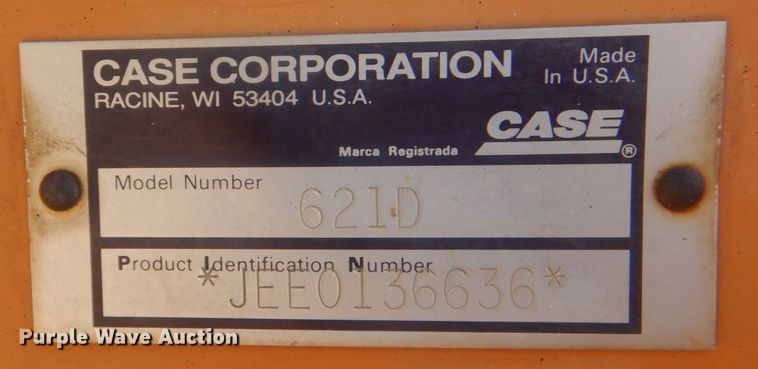 CASE CORPORATION
RACINE, WI 53404 U.S.A.
Made
In U.S.A.
CASE
Marca Registrada ®
Model Number
621D
Product Identification Number
*JEE0136636*
Purple Wave Auction